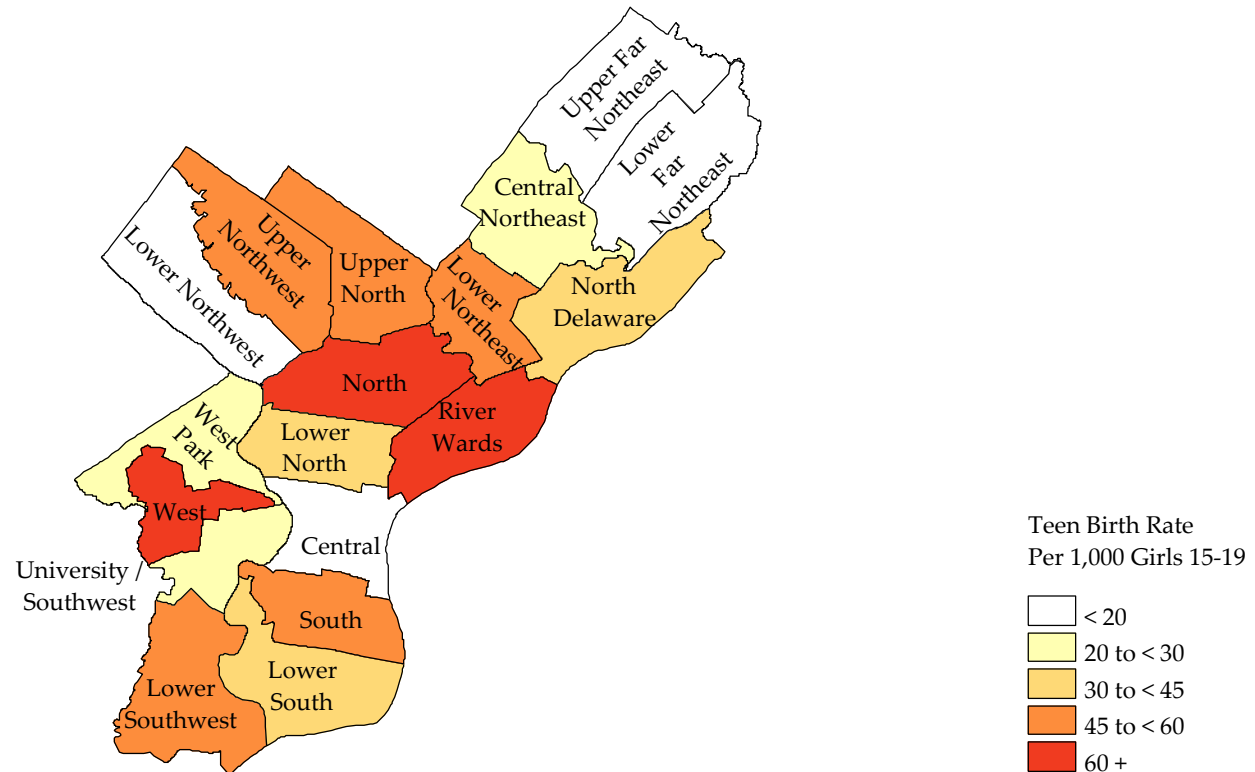 Upper Far
Northeast
Lower
Far
Northeast
Central
Northeast
Upper
Northwest
Upper
North
Lower Northwest
Lower
Northeast
North
Delaware
North
River
Wards
West
Park
Lower
North
West
Central
University /
Southwest
South
Lower
South
Lower
Southwest
Teen Birth Rate
Per 1,000 Girls 15-19
< 20
20 to < 30
30 to < 45
45 to < 60
60 +